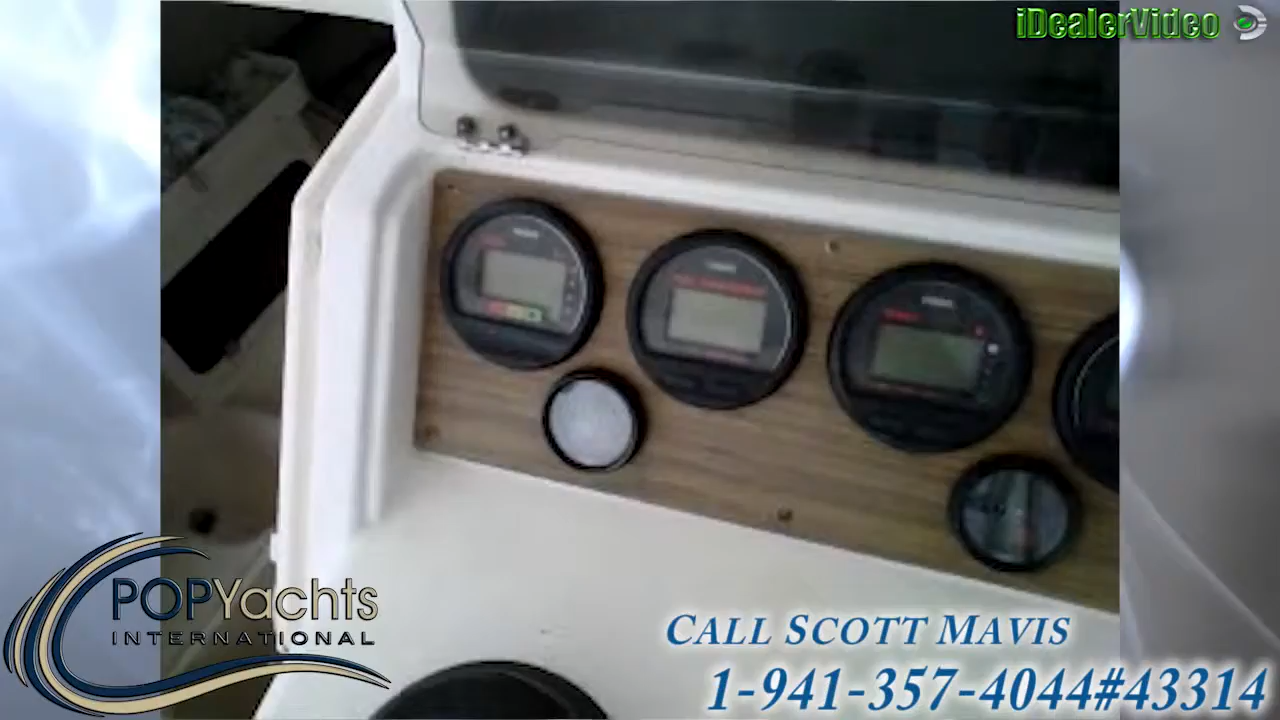 iDealerVideo
POPYachts
INTERNATIONAL
CALL SCOTT MAVIS
1-941-357-4044#43314